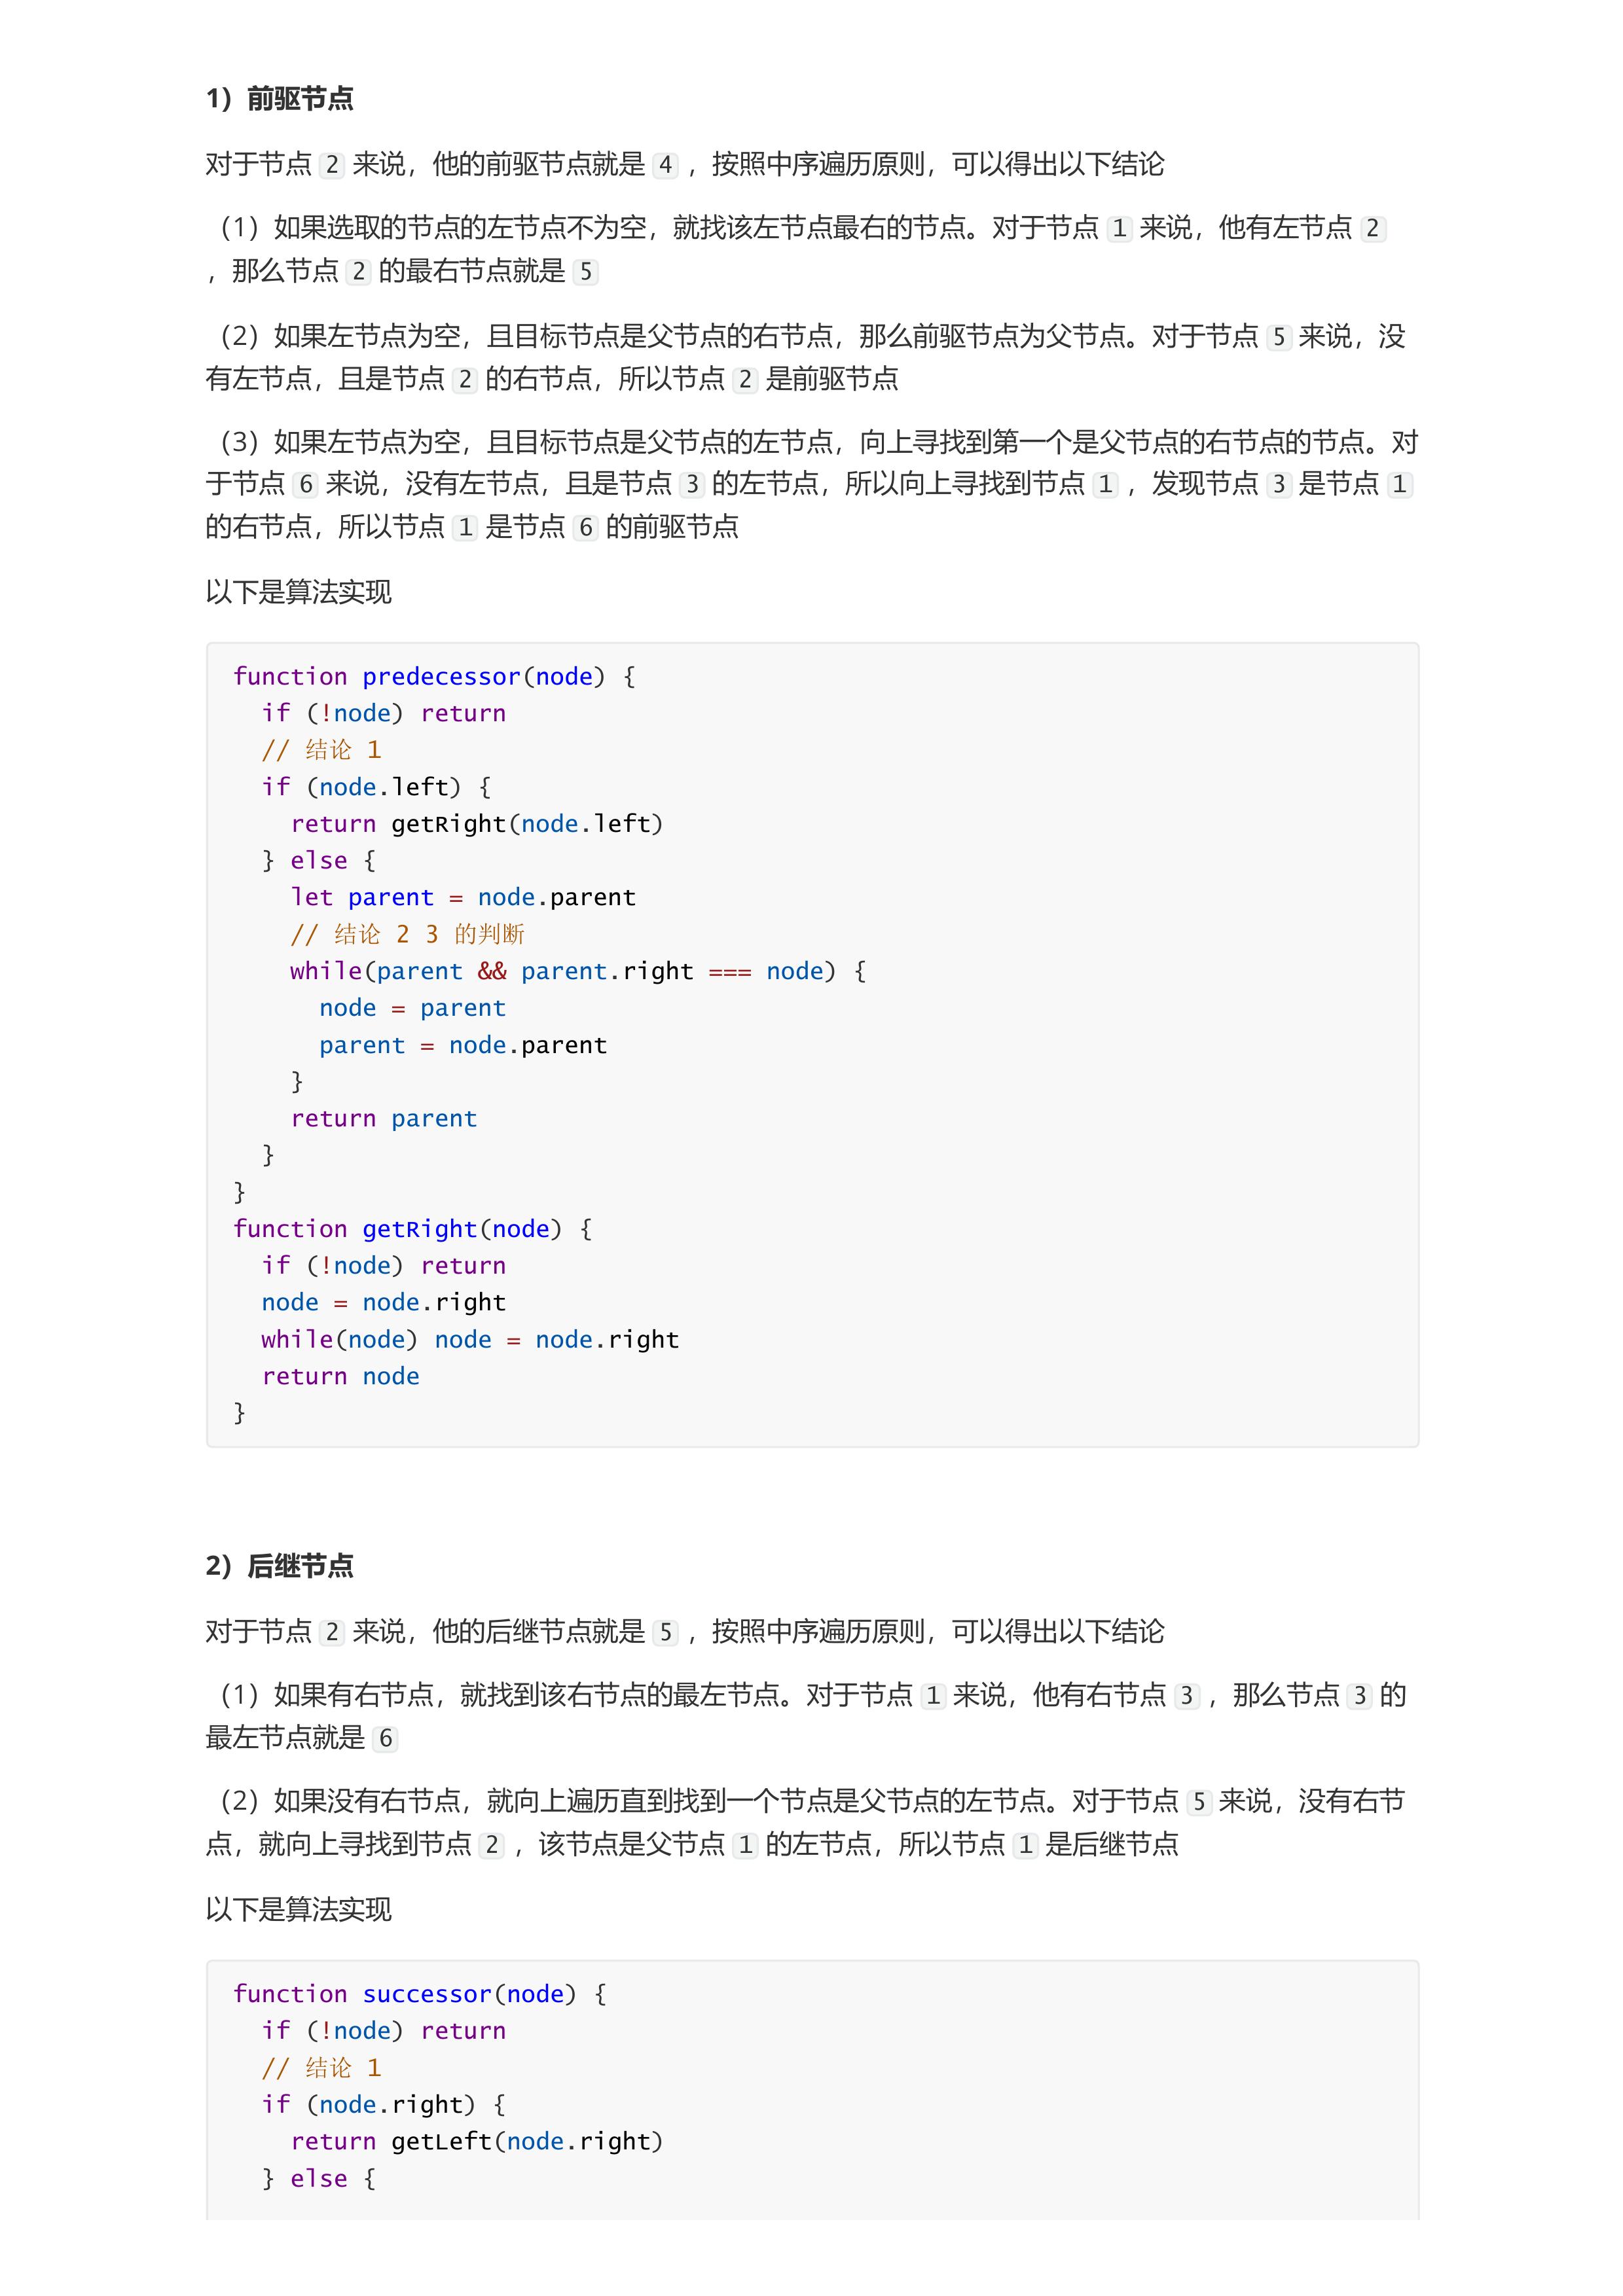 1）前驱节点
对于节点 2 来说，他的前驱节点就是 4 ，按照中序遍历原则，可以得出以下结论
（1）如果选取的节点的左节点不为空，就找该左节点最右的节点。对于节点 1 来说，他有左节点 2
，那么节点 2 的最右节点就是 5
（2）如果左节点为空，且目标节点是父节点的右节点，那么前驱节点为父节点。对于节点 5 来说，没
有左节点，且是节点 2 的右节点，所以节点 2 是前驱节点
（3）如果左节点为空，且目标节点是父节点的左节点，向上寻找到第一个是父节点的右节点的节点。对
于节点 6 来说，没有左节点，且是节点 3 的左节点，所以向上寻找到节点 1 ，发现节点 3 是节点 1
的右节点，所以节点 1 是节点 6 的前驱节点
以下是算法实现
function predecessor(node) {
  if (!node) return
  // 结论 1
  if (node.left) {
    return getRight(node.left)
  } else {
    let parent = node.parent
    // 结论 2 3 的判断
    while(parent && parent.right === node) {
      node = parent
      parent = node.parent
    }
    return parent
  }
}
function getRight(node) {
  if (!node) return
  node = node.right
  while(node) node = node.right
  return node
}
2）后继节点
对于节点 2 来说，他的后继节点就是 5 ，按照中序遍历原则，可以得出以下结论
（1）如果有右节点，就找到该右节点的最左节点。对于节点 1 来说，他有右节点 3 ，那么节点 3 的
最左节点就是 6
（2）如果没有右节点，就向上遍历直到找到一个节点是父节点的左节点。对于节点 5 来说，没有右节
点，就向上寻找到节点 2 ，该节点是父节点 1 的左节点，所以节点 1 是后继节点
以下是算法实现
function successor(node) {
  if (!node) return
  // 结论 1
  if (node.right) {
    return getLeft(node.right)
  } else {